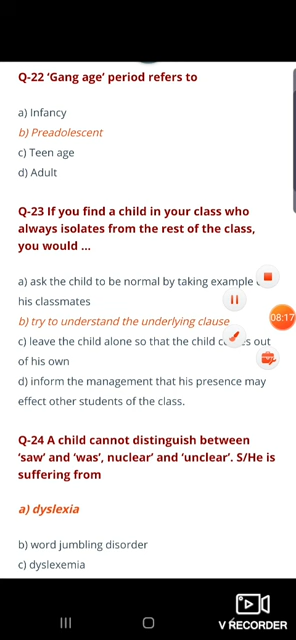 Q-22 ‘Gang age’ period refers to
a) Infancy
b) Preadolescent
c) Teen age
d) Adult
Q-23 If you find a child in your class who
always isolates from the rest of the class,
you would ...
a) ask the child to be normal by taking example
his classmates
b) try to understand the underlying clause
08:17
c) leave the child alone so that the child out
of his own
d) inform the management that his presence may
effect other students of the class.
Q-24 A child cannot distinguish between
‘saw’ and ‘was’, nuclear’ and ‘unclear’. S/He is
suffering from
a) dyslexia
b) word jumbling disorder
c) dyslexemia
V RECORDER